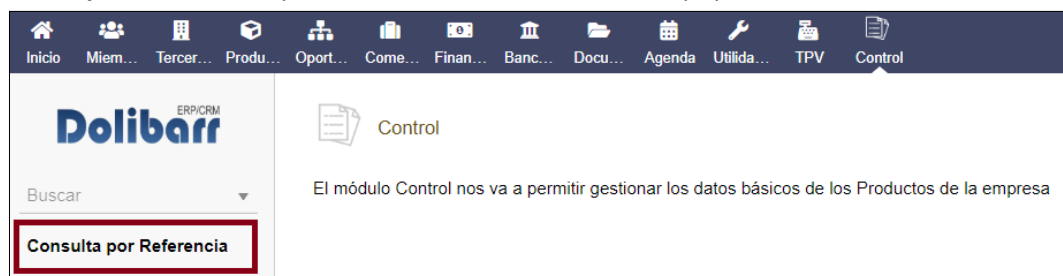 Inicio Miem... Tercer... Produ... Oport... Come... Finan... Banc... Docu... Agenda Utilida... TPV Control
Dolibarr ERP/CRM
Control
Buscar
El módulo Control nos va a permitir gestionar los datos básicos de los Productos de la empresa
Consulta por Referencia